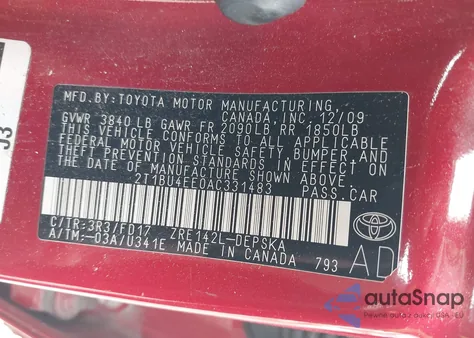 MFD.BY:TOYOTA MOTOR MANUFACTURING
CANADA,INC. 12/09
GVWR 3840LB GAWR FR 2090LB RR 1850LB
THIS VEHICLE CONFORMS TO ALL APPLICABLE
FEDERAL MOTOR VEHICLE SAFETY BUMPER,AND
THEFT PREVENTION STANDARDS IN EFFECT ON
THE DATE OF MANUFACTURE SHOWN ABOVE.
2T1BU4EE0AC331483 PASS.CAR
C/TR:3R3/FD17 ZRE142L-DEPSKA
A/TM:-03A/U341E MADE IN CANADA 793
AD
J3
autoSnap